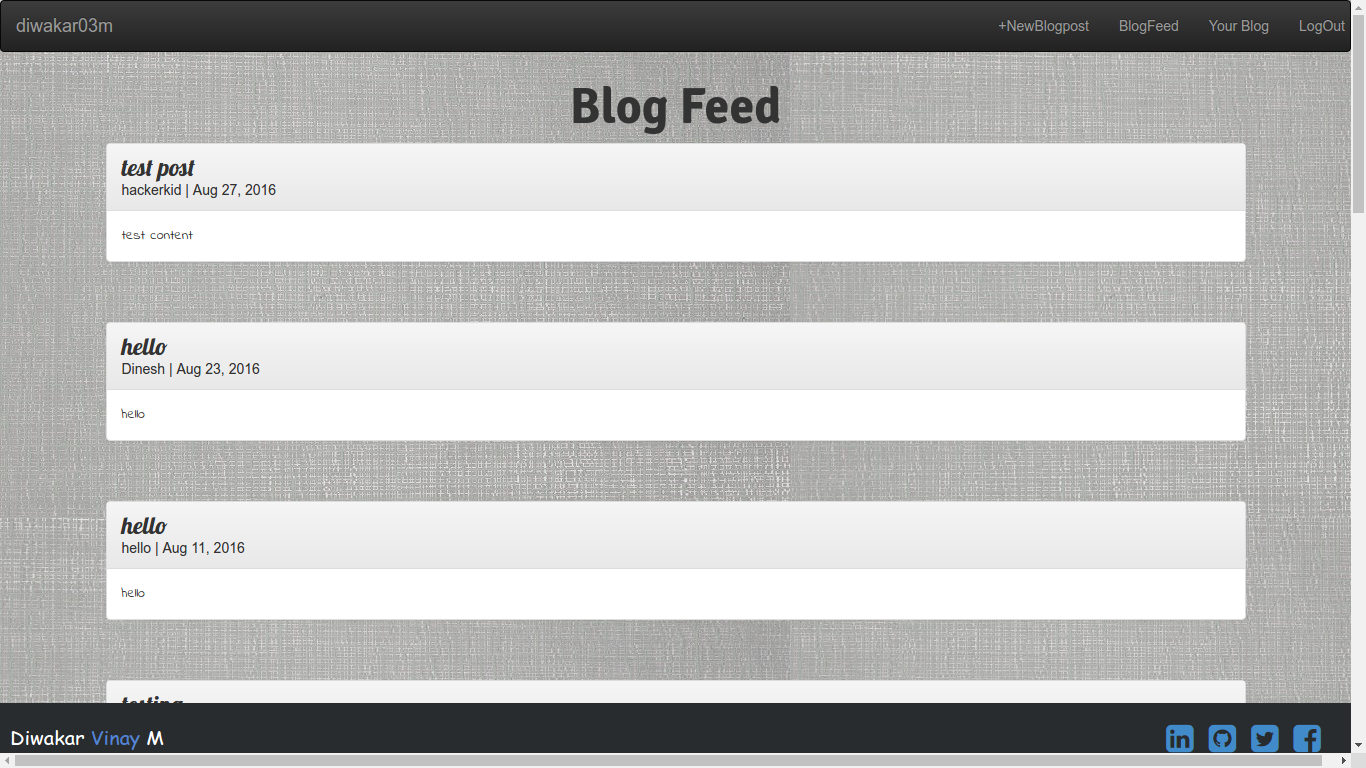 diwakar03m +NewBlogpost BlogFeed Your Blog LogOut
Blog Feed
test post
hackerkid | Aug 27, 2016
test content
hello
Dinesh | Aug 23, 2016
hello
hello
hello | Aug 11, 2016
hello
testing
Diwakar Vinay M